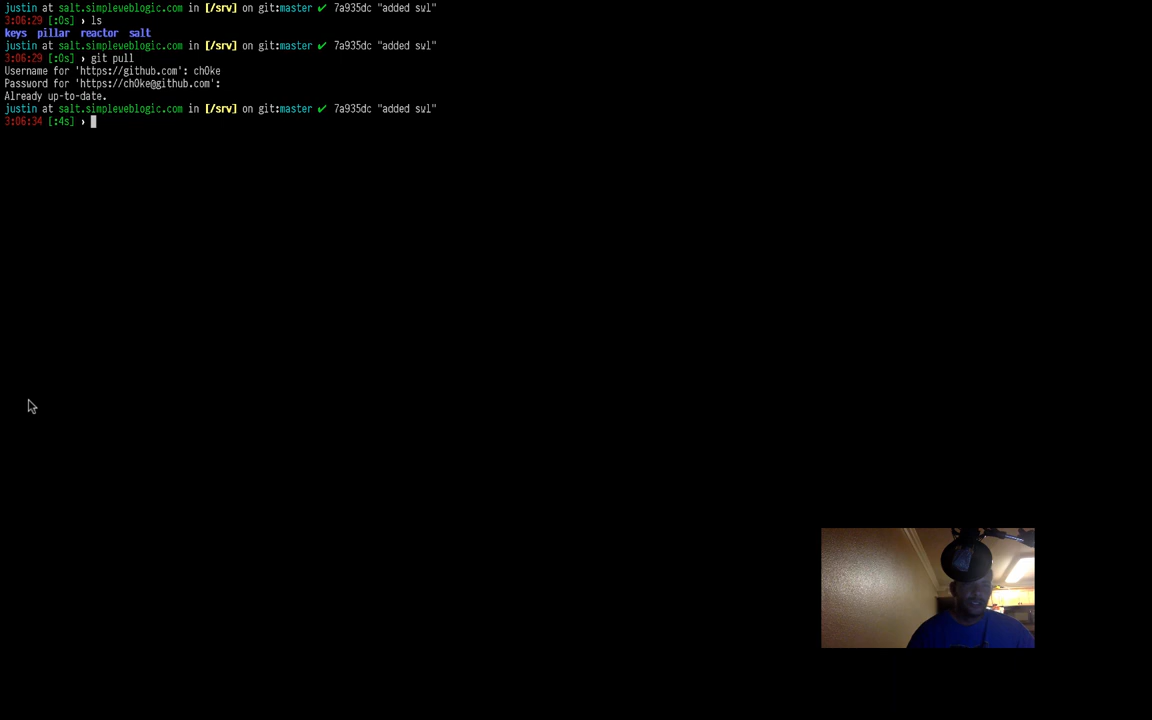 justin at salt.simpleweblogic.com in [/srv] on git:master ✔ 7a935dc "added swl"
3:06:29 [:0s] › ls
keys pillar reactor salt
justin at salt.simpleweblogic.com in [/srv] on git:master ✔ 7a935dc "added swl"
3:06:29 [:0s] › git pull
Username for 'https://github.com': ch0ke
Password for 'https://ch0ke@github.com':
Already up-to-date.
justin at salt.simpleweblogic.com in [/srv] on git:master ✔ 7a935dc "added swl"
3:06:34 [:4s] ›